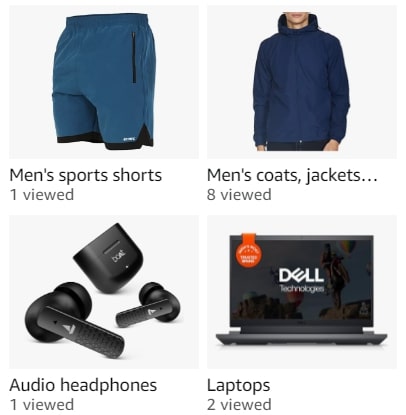 Men's sports shorts
1 viewed
Men's coats, jackets…
8 viewed
boAt
DELL
Technologies
DELL
Audio headphones
1 viewed
Laptops
2 viewed